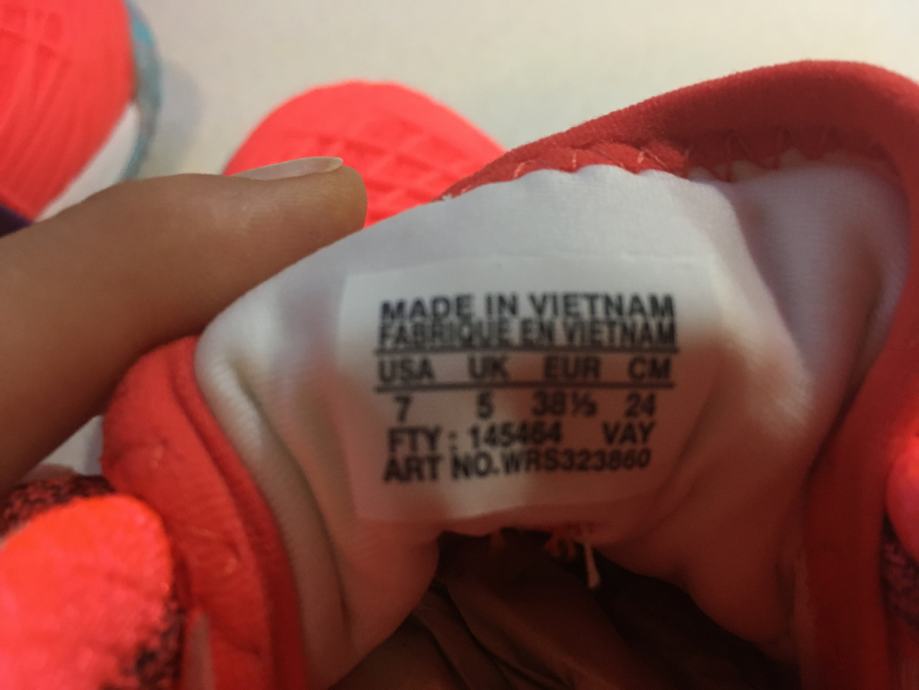 MADE IN VIETNAM
FABRIQUE EN VIETNAM
USA UK EUR CM
7 5 38½ 24
FTY : 145464 VAY
ART NO.WRS323860